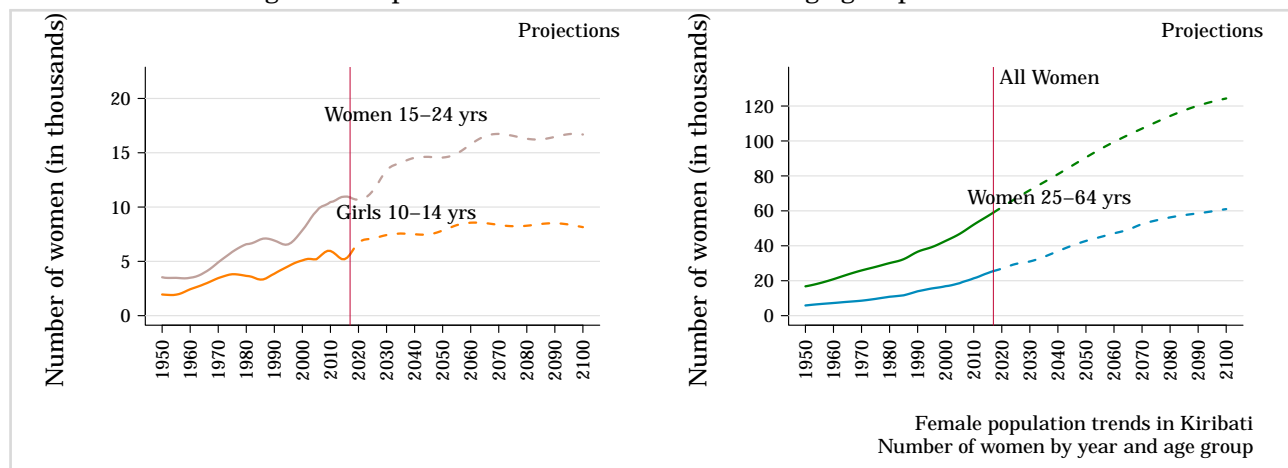 Projections
Number of women (in thousands)
20
15
10
5
0
Women 15–24 yrs
Girls 10–14 yrs
1950 1960 1970 1980 1990 2000 2010 2020 2030 2040 2050 2060 2070 2080 2090 2100
Projections
Number of women (in thousands)
120
100
80
60
40
20
0
All Women
Women 25–64 yrs
1950 1960 1970 1980 1990 2000 2010 2020 2030 2040 2050 2060 2070 2080 2090 2100
Female population trends in Kiribati
Number of women by year and age group